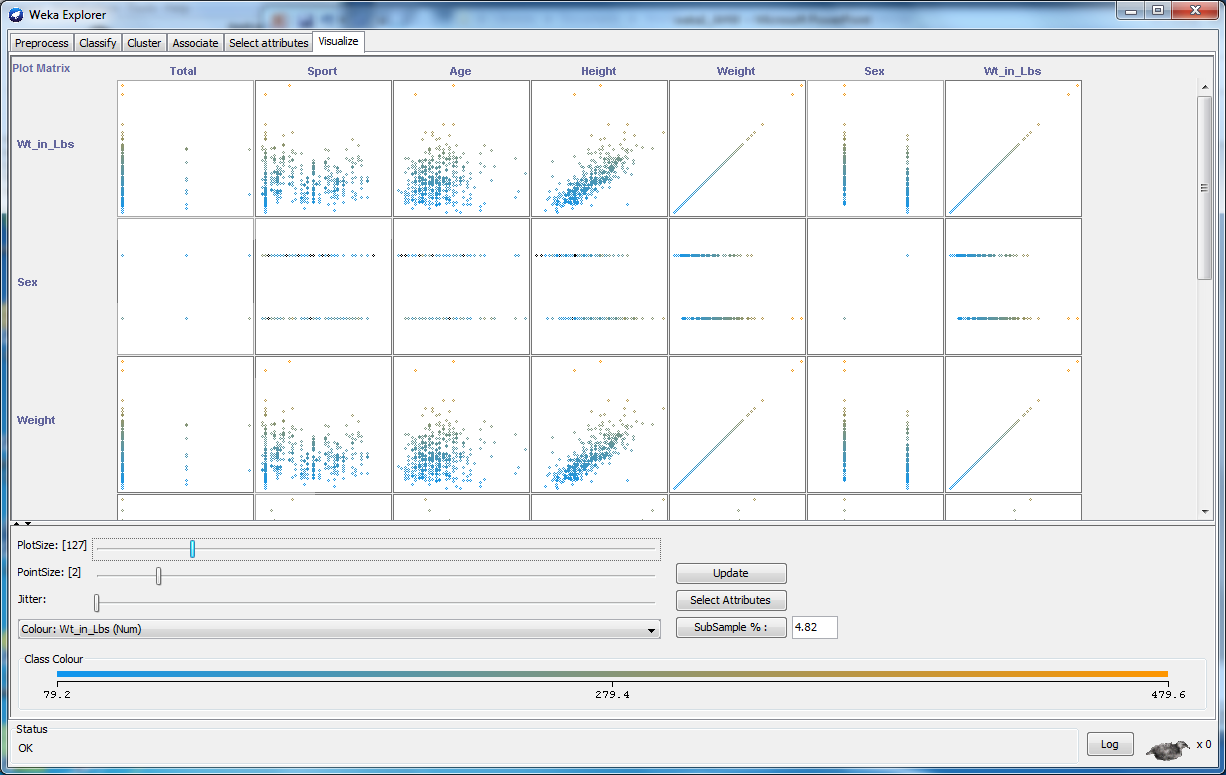 Weka Explorer
Preprocess Classify Cluster Associate Select attributes Visualize
Plot Matrix Total Sport Age Height Weight Sex Wt_in_Lbs
Wt_in_Lbs
Sex
Weight
PlotSize: [127]
PointSize: [2] Update
Jitter: Select Attributes
Colour: Wt_in_Lbs (Num) SubSample % : 4.82
Class Colour
79.2 279.4 479.6
Status
OK Log x 0